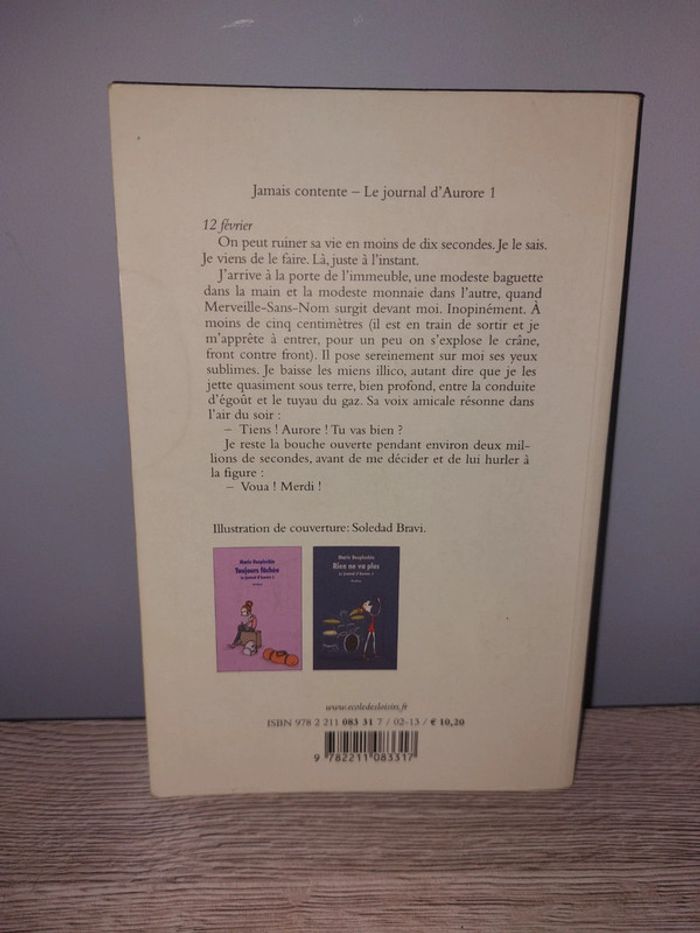 Jamais contente – Le journal d'Aurore 1
12 février
On peut ruiner sa vie en moins de dix secondes. Je le sais.
Je viens de le faire. Là, juste à l'instant.
J'arrive à la porte de l'immeuble, une modeste baguette
dans la main et la modeste monnaie dans l'autre, quand
Merveille-Sans-Nom surgit devant moi. Inopinément. À
moins de cinq centimètres (il est en train de sortir et je
m'apprête à entrer, pour un peu on s'explose le crâne,
front contre front). Il pose sereinement sur moi ses yeux
sublimes. Je baisse les miens illico, autant dire que je les
jette quasiment sous terre, bien profond, entre la conduite
d'égoût et le tuyau du gaz. Sa voix amicale résonne dans
l'air du soir :
– Tiens ! Aurore ! Tu vas bien ?
Je reste la bouche ouverte pendant environ deux mil-
lions de secondes, avant de me décider et de lui hurler à
la figure :
– Voua ! Merdi !
Illustration de couverture: Soledad Bravi.
Marie Desplechin
Toujours fâchée
Le journal d'Aurore 2
Marie Desplechin
Rien ne va plus
Le journal d'Aurore 3
www.ecoledesloisirs.fr
ISBN 978 2 211 083 31 7 / 02-13 / € 10,20
9 782211 083317